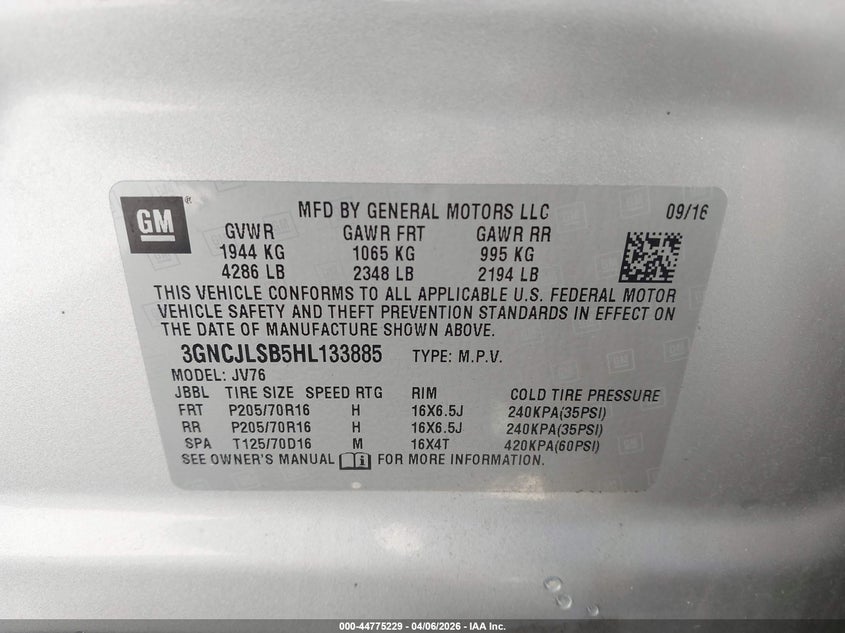 GM ®
MFD BY GENERAL MOTORS LLC 09/16
GVWR GAWR FRT GAWR RR
1944 KG 1065 KG 995 KG
4286 LB 2348 LB 2194 LB
THIS VEHICLE CONFORMS TO ALL APPLICABLE U.S. FEDERAL MOTOR
VEHICLE SAFETY AND THEFT PREVENTION STANDARDS IN EFFECT ON
THE DATE OF MANUFACTURE SHOWN ABOVE.
3GNCJLSB5HL133885 TYPE: M.P.V.
MODEL: JV76
JBBL TIRE SIZE SPEED RTG RIM COLD TIRE PRESSURE
FRT P205/70R16 H 16X6.5J 240KPA(35PSI)
RR P205/70R16 H 16X6.5J 240KPA(35PSI)
SPA T125/70D16 M 16X4T 420KPA(60PSI)
SEE OWNER'S MANUAL FOR MORE INFORMATION.
000-44775229 - 04/06/2026 - IAA Inc.